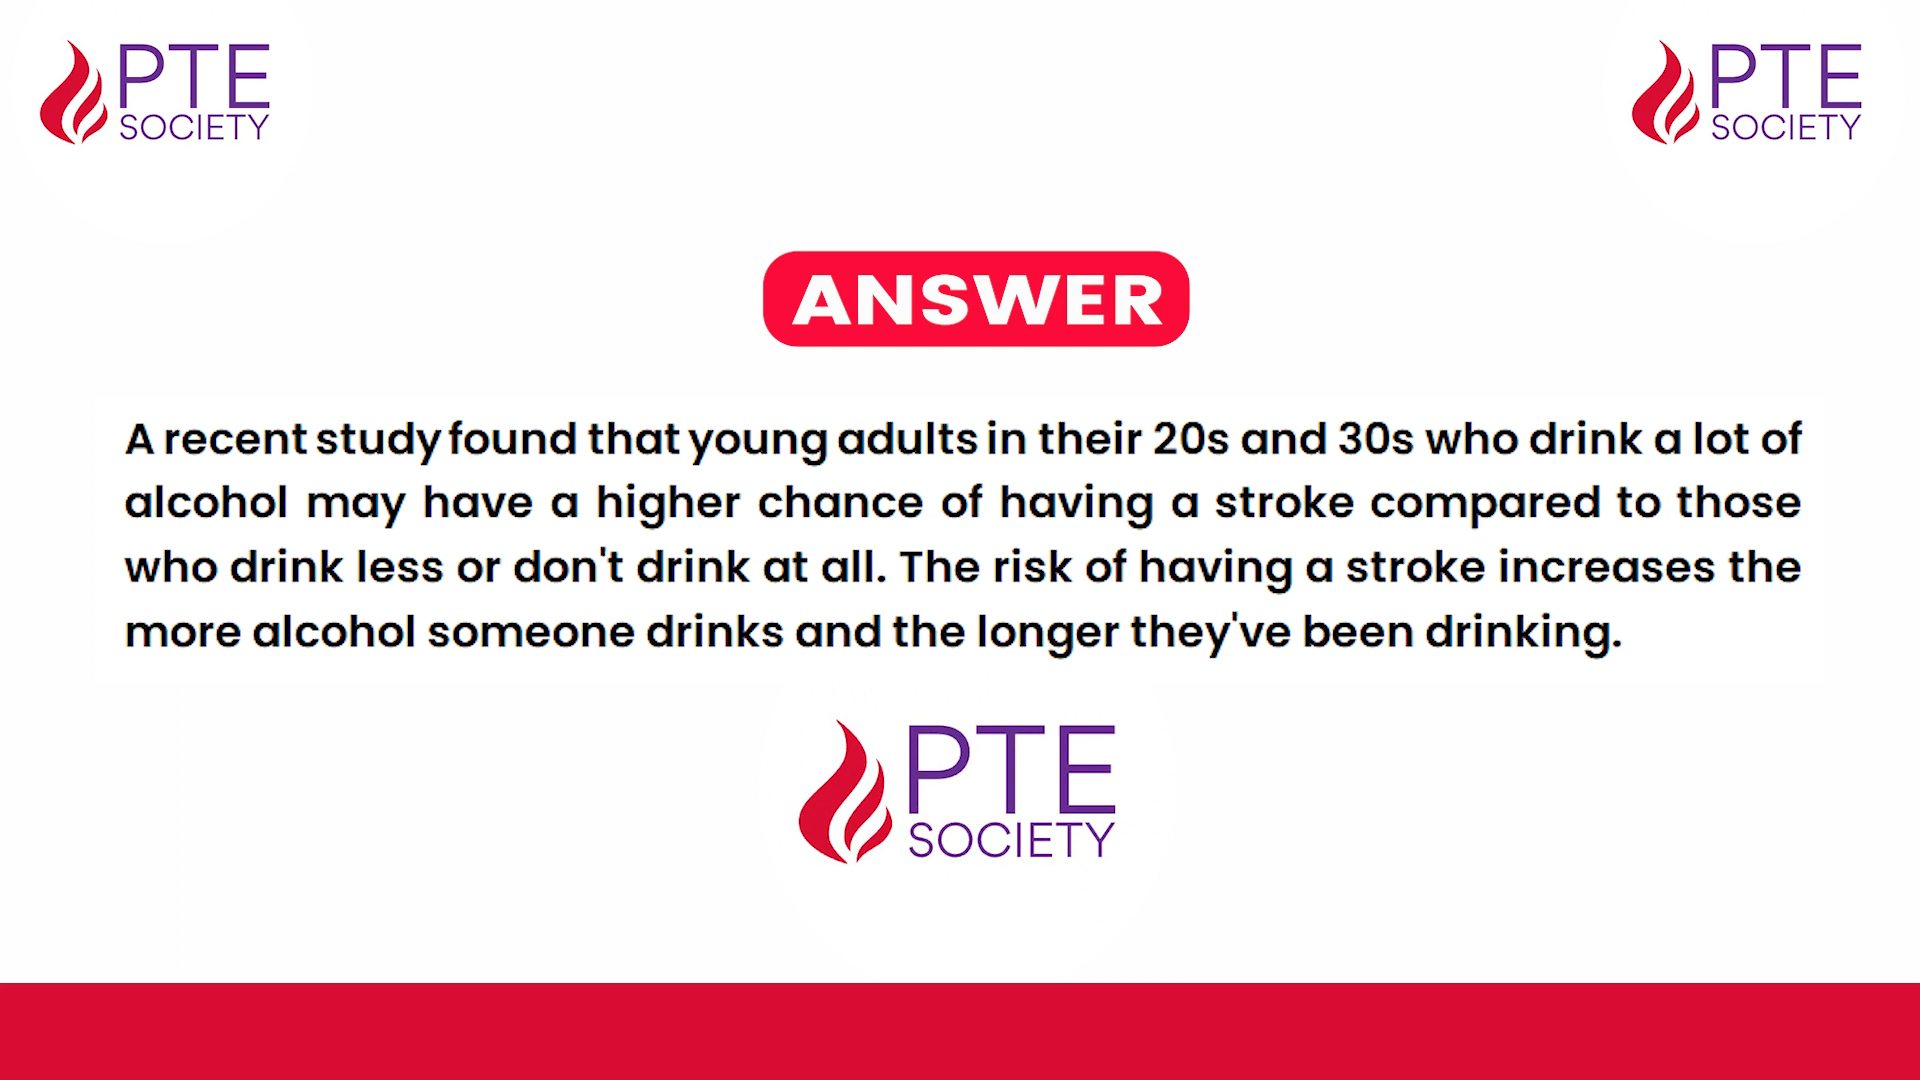 PTE
SOCIETY
PTE
SOCIETY
ANSWER
A recent study found that young adults in their 20s and 30s who drink a lot of
alcohol may have a higher chance of having a stroke compared to those
who drink less or don't drink at all. The risk of having a stroke increases the
more alcohol someone drinks and the longer they've been drinking.
PTE
SOCIETY